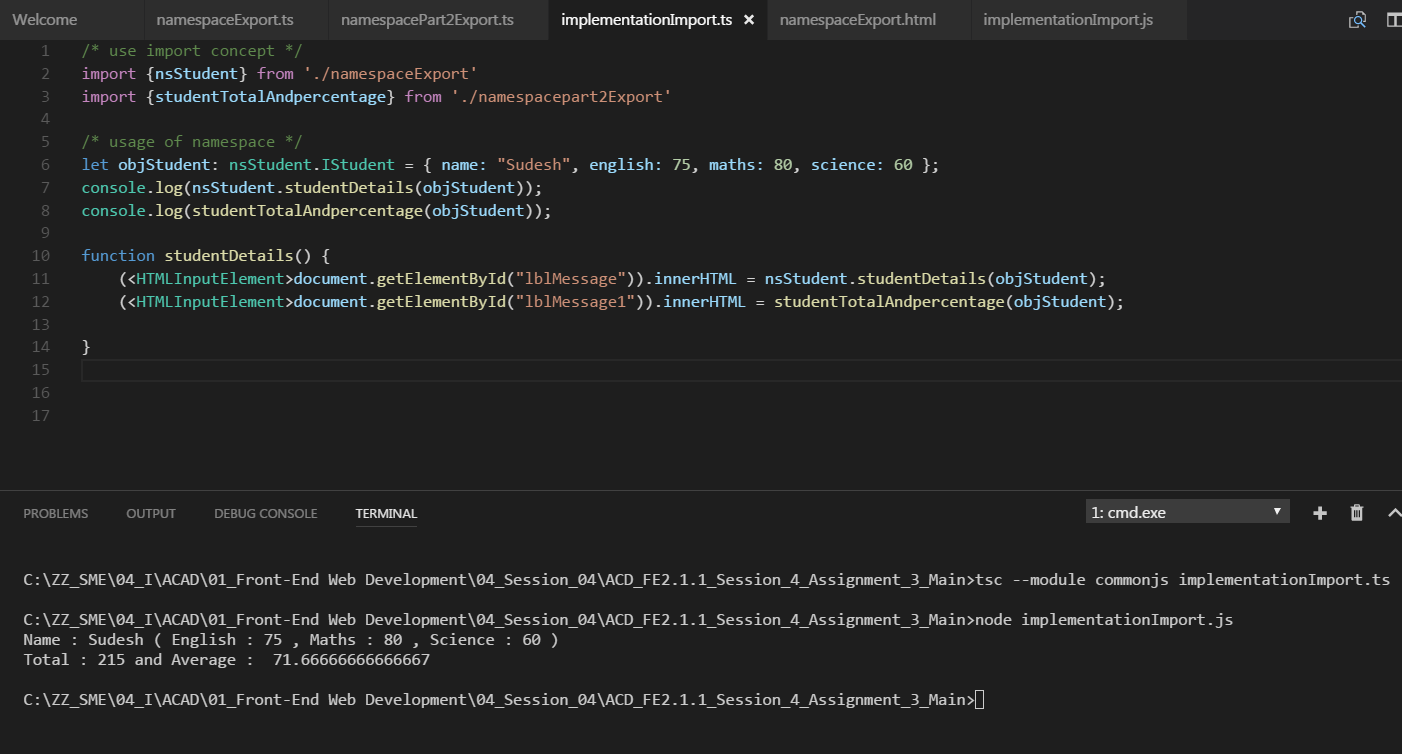 Welcome namespaceExport.ts namespacePart2Export.ts implementationImport.ts × namespaceExport.html implementationImport.js
1 /* use import concept */
2 import {nsStudent} from './namespaceExport'
3 import {studentTotalAndpercentage} from './namespacepart2Export'
4
5 /* usage of namespace */
6 let objStudent: nsStudent.IStudent = { name: "Sudesh", english: 75, maths: 80, science: 60 };
7 console.log(nsStudent.studentDetails(objStudent));
8 console.log(studentTotalAndpercentage(objStudent));
9
10 function studentDetails() {
11     (<HTMLInputElement>document.getElementById("lblMessage")).innerHTML = nsStudent.studentDetails(objStudent);
12     (<HTMLInputElement>document.getElementById("lblMessage1")).innerHTML = studentTotalAndpercentage(objStudent);
13
14 }
15
16
17
PROBLEMS OUTPUT DEBUG CONSOLE TERMINAL 1: cmd.exe
C:\ZZ_SME\04_I\ACAD\01_Front-End Web Development\04_Session_04\ACD_FE2.1.1_Session_4_Assignment_3_Main>tsc --module commonjs implementationImport.ts
C:\ZZ_SME\04_I\ACAD\01_Front-End Web Development\04_Session_04\ACD_FE2.1.1_Session_4_Assignment_3_Main>node implementationImport.js
Name : Sudesh ( English : 75 , Maths : 80 , Science : 60 )
Total : 215 and Average :  71.66666666666667
C:\ZZ_SME\04_I\ACAD\01_Front-End Web Development\04_Session_04\ACD_FE2.1.1_Session_4_Assignment_3_Main>